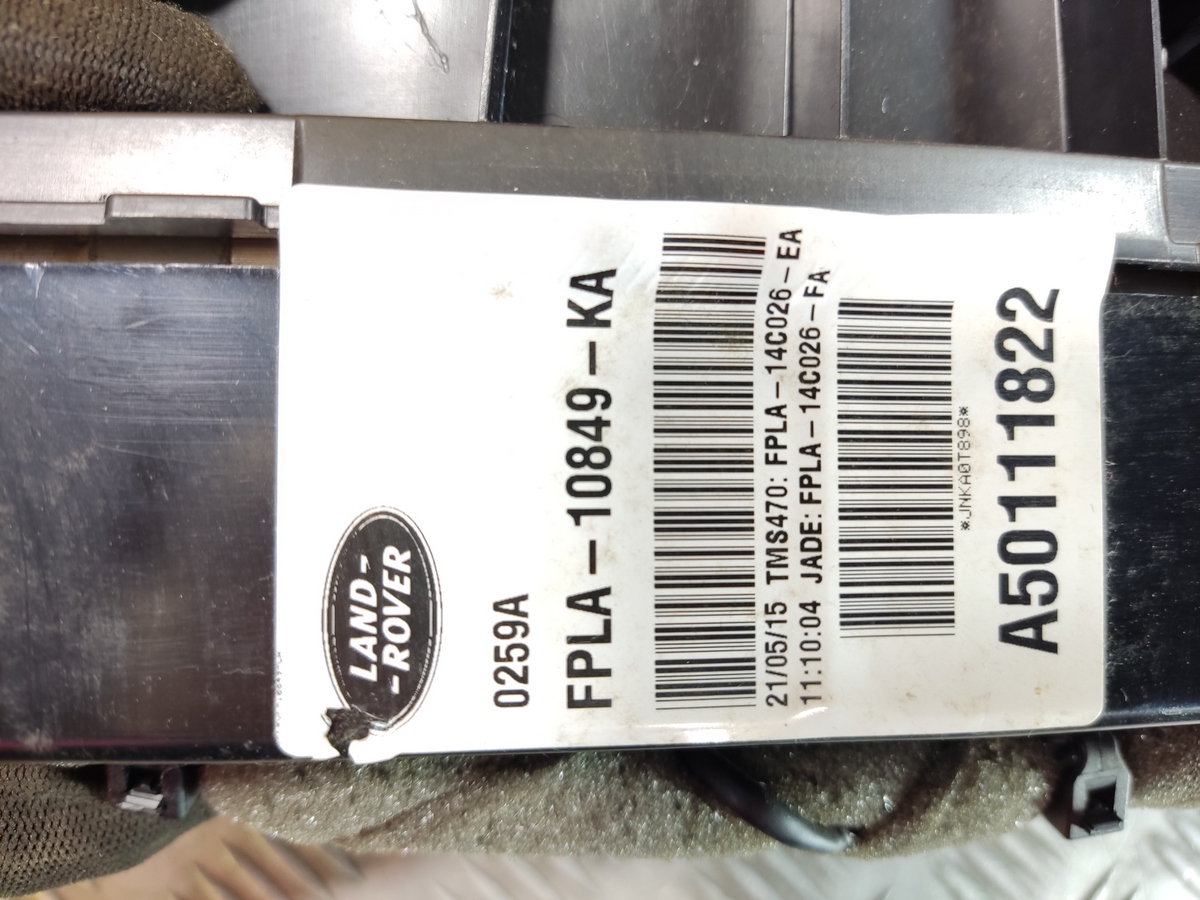 LAND-
-ROVER
0259A
FPLA-10849-KA
21/05/15 TMS470: FPLA-14C026-EA
11:10:04 JADE: FPLA-14C026-FA
*JNKA0T898*
A5011822